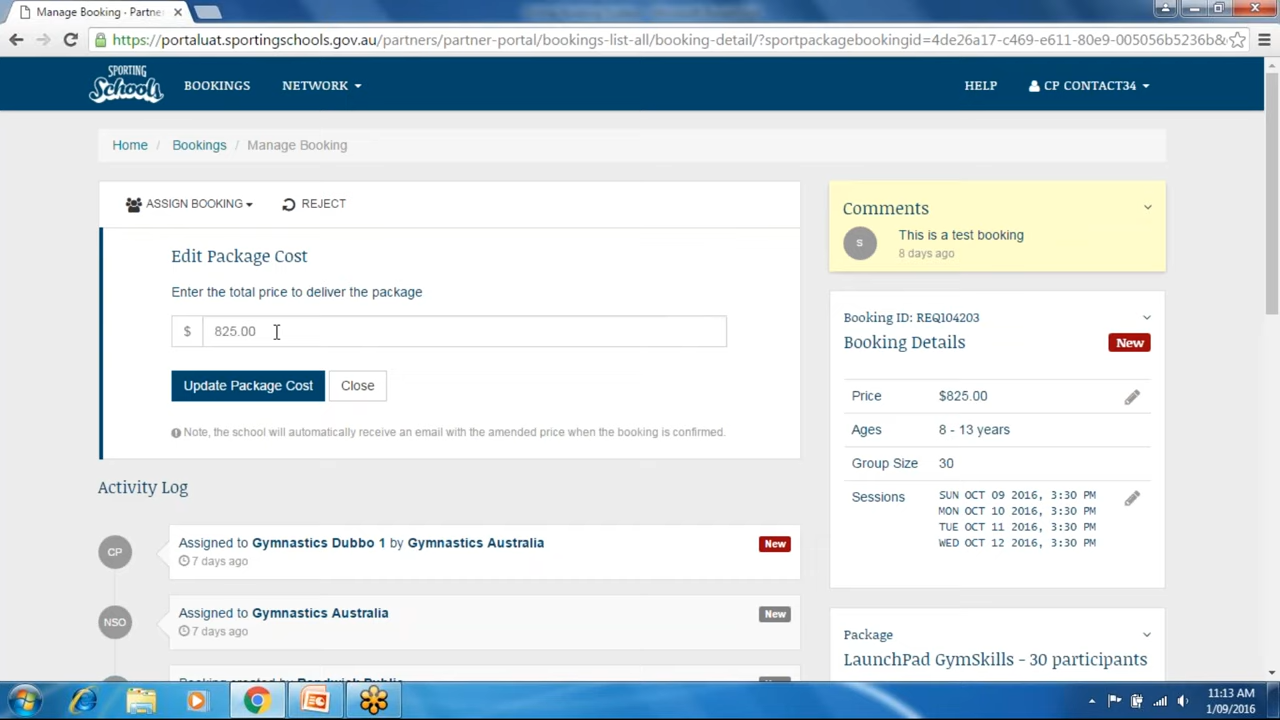 Manage Booking - Partne
https://portaluat.sportingschools.gov.au/partners/partner-portal/bookings-list-all/booking-detail/?sportpackagebookingid=4de26a17-c469-e611-80e9-005056b5236b&
SPORTING Schools
BOOKINGS
NETWORK
HELP
CP CONTACT34
Home / Bookings / Manage Booking
ASSIGN BOOKING
REJECT
Edit Package Cost
Enter the total price to deliver the package
$ 825.00
Update Package Cost
Close
Note, the school will automatically receive an email with the amended price when the booking is confirmed.
Activity Log
CP
Assigned to Gymnastics Dubbo 1 by Gymnastics Australia
New
7 days ago
NSO
Assigned to Gymnastics Australia
New
7 days ago
Comments
S
This is a test booking
8 days ago
Booking ID: REQ104203
Booking Details
New
Price $825.00
Ages 8 - 13 years
Group Size 30
Sessions SUN OCT 09 2016, 3:30 PM
MON OCT 10 2016, 3:30 PM
TUE OCT 11 2016, 3:30 PM
WED OCT 12 2016, 3:30 PM
Package
LaunchPad GymSkills - 30 participants
11:13 AM
1/09/2016